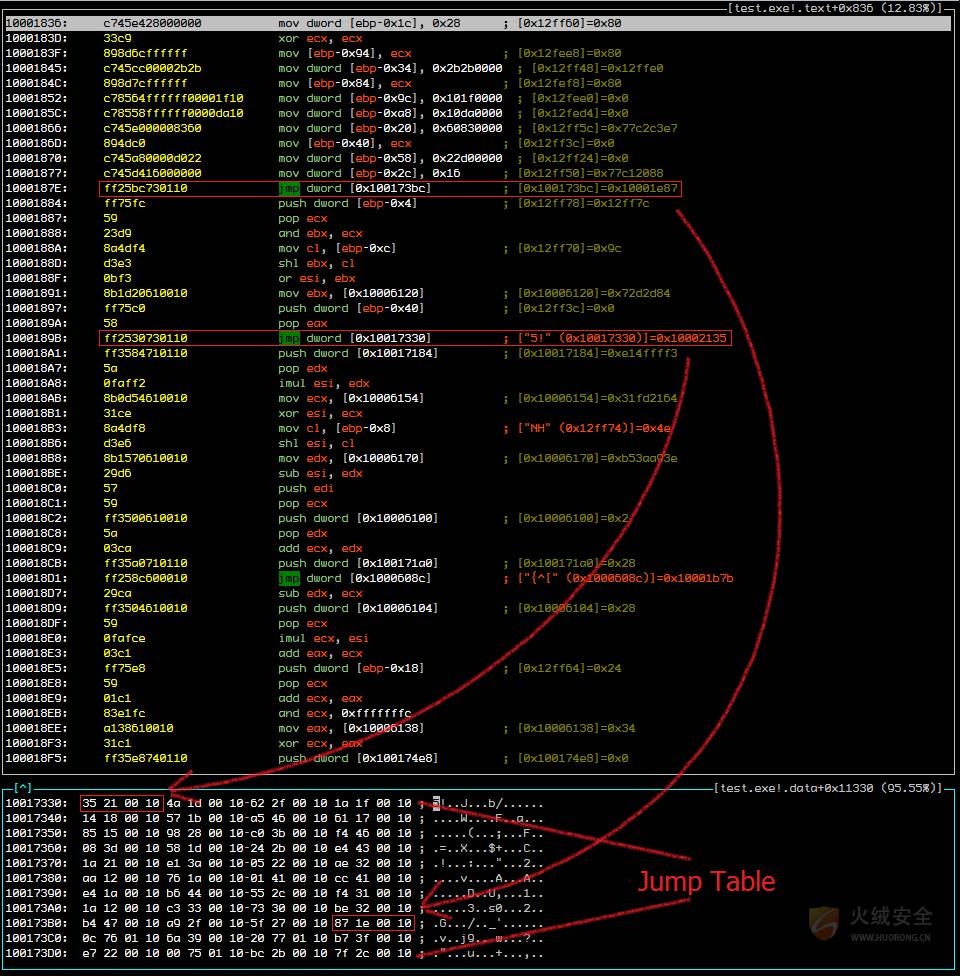 [test.exe!.text+0x836 (12.83%)]
10001836: c745e428000000 mov dword [ebp-0x1c], 0x28 ; [0x12ff60]=0x80
1000183D: 33c9 xor ecx, ecx
1000183F: 898d6cffffff mov [ebp-0x94], ecx ; [0x12fee8]=0x80
10001845: c745cc00002b2b mov dword [ebp-0x34], 0x2b2b0000 ; [0x12ff48]=0x12ffe0
1000184C: 898d7cffffff mov [ebp-0x84], ecx ; [0x12fef8]=0x80
10001852: c78564ffffff00001f10 mov dword [ebp-0x9c], 0x101f0000 ; [0x12fee0]=0x0
1000185C: c78558ffffff0000da10 mov dword [ebp-0xa8], 0x10da0000 ; [0x12fed4]=0x0
10001866: c745e000008360 mov dword [ebp-0x20], 0x60830000 ; [0x12ff5c]=0x77c2c3e7
1000186D: 894dc0 mov [ebp-0x40], ecx ; [0x12ff3c]=0x0
10001870: c745a80000d022 mov dword [ebp-0x58], 0x22d00000 ; [0x12ff24]=0x0
10001877: c745d416000000 mov dword [ebp-0x2c], 0x16 ; [0x12ff50]=0x77c12088
1000187E: ff25bc730110 jmp dword [0x100173bc] ; [0x100173bc]=0x10001e87
10001884: ff75fc push dword [ebp-0x4] ; [0x12ff78]=0x12ff7c
10001887: 59 pop ecx
10001888: 23d9 and ebx, ecx
1000188A: 8a4df4 mov cl, [ebp-0xc] ; [0x12ff70]=0x9c
1000188D: d3e3 shl ebx, cl
1000188F: 0bf3 or esi, ebx
10001891: 8b1d20610010 mov ebx, [0x10006120] ; [0x10006120]=0x72d2d84
10001897: ff75c0 push dword [ebp-0x40] ; [0x12ff3c]=0x0
1000189A: 58 pop eax
1000189B: ff2530730110 jmp dword [0x10017330] ; ["5!" (0x10017330)]=0x10002135
100018A1: ff3584710110 push dword [0x10017184] ; [0x10017184]=0xe14ffff3
100018A7: 5a pop edx
100018A8: 0faff2 imul esi, edx
100018AB: 8b0d54610010 mov ecx, [0x10006154] ; [0x10006154]=0x31fd2164
100018B1: 31ce xor esi, ecx
100018B3: 8a4df8 mov cl, [ebp-0x8] ; ["NH" (0x12ff74)]=0x4e
100018B6: d3e6 shl esi, cl
100018B8: 8b1570610010 mov edx, [0x10006170] ; [0x10006170]=0xb53aa93e
100018BE: 29d6 sub esi, edx
100018C0: 57 push edi
100018C1: 59 pop ecx
100018C2: ff3500610010 push dword [0x10006100] ; [0x10006100]=0x2
100018C8: 5a pop edx
100018C9: 03ca add ecx, edx
100018CB: ff35a0710110 push dword [0x100171a0] ; [0x100171a0]=0x28
100018D1: ff258c600010 jmp dword [0x1000608c] ; ["{^[" (0x1000608c)]=0x10001b7b
100018D7: 29ca sub edx, ecx
100018D9: ff3504610010 push dword [0x10006104] ; [0x10006104]=0x28
100018DF: 59 pop ecx
100018E0: 0fafce imul ecx, esi
100018E3: 03c1 add eax, ecx
100018E5: ff75e8 push dword [ebp-0x18] ; [0x12ff64]=0x24
100018E8: 59 pop ecx
100018E9: 01c1 add ecx, eax
100018EB: 83e1fc and ecx, 0xfffffffc
100018EE: a138610010 mov eax, [0x10006138] ; [0x10006138]=0x34
100018F3: 31c1 xor ecx, eax
100018F5: ff35e8740110 push dword [0x100174e8] ; [0x100174e8]=0x0
[^] [test.exe!.data+0x11330 (95.55%)]
10017330: 35 21 00 10 4a 1d 00 10-62 2f 00 10 1a 1f 00 10 ; 5!..J...b/......
10017340: 14 18 00 10 57 1b 00 10-a5 46 00 10 61 17 00 10 ; ....W....F..a...
10017350: 85 15 00 10 98 28 00 10-c0 3b 00 10 f4 46 00 10 ; .....(...;...F..
10017360: 08 3d 00 10 58 1d 00 10-24 2b 00 10 e4 43 00 10 ; .=..X...$+...C..
10017370: 1a 21 00 10 e1 3a 00 10-05 22 00 10 ae 32 00 10 ; .!...:..."...2..
10017380: aa 12 00 10 76 1a 00 10-01 41 00 10 cc 41 00 10 ; ....v....A...A..
10017390: e4 1a 00 10 b6 44 00 10-55 2c 00 10 f4 31 00 10 ; .....D..U,...1..
100173A0: 1a 12 00 10 c3 33 00 10-73 30 00 10 be 32 00 10 ; .....3..s0...2..
100173B0: b4 47 00 10 a9 2f 00 10-5f 27 00 10 87 1e 00 10 ; .G.../.._'......
100173C0: 0c 76 01 10 6a 39 00 10-20 77 01 10 b7 3f 00 10 ; .v..j9.. w...?..
100173D0: e7 22 00 10 00 75 01 10-bc 2b 00 10 7f 2c 00 10 ; ."...u...+...,..
Jump Table
火绒安全
WWW.HUORONG.CN